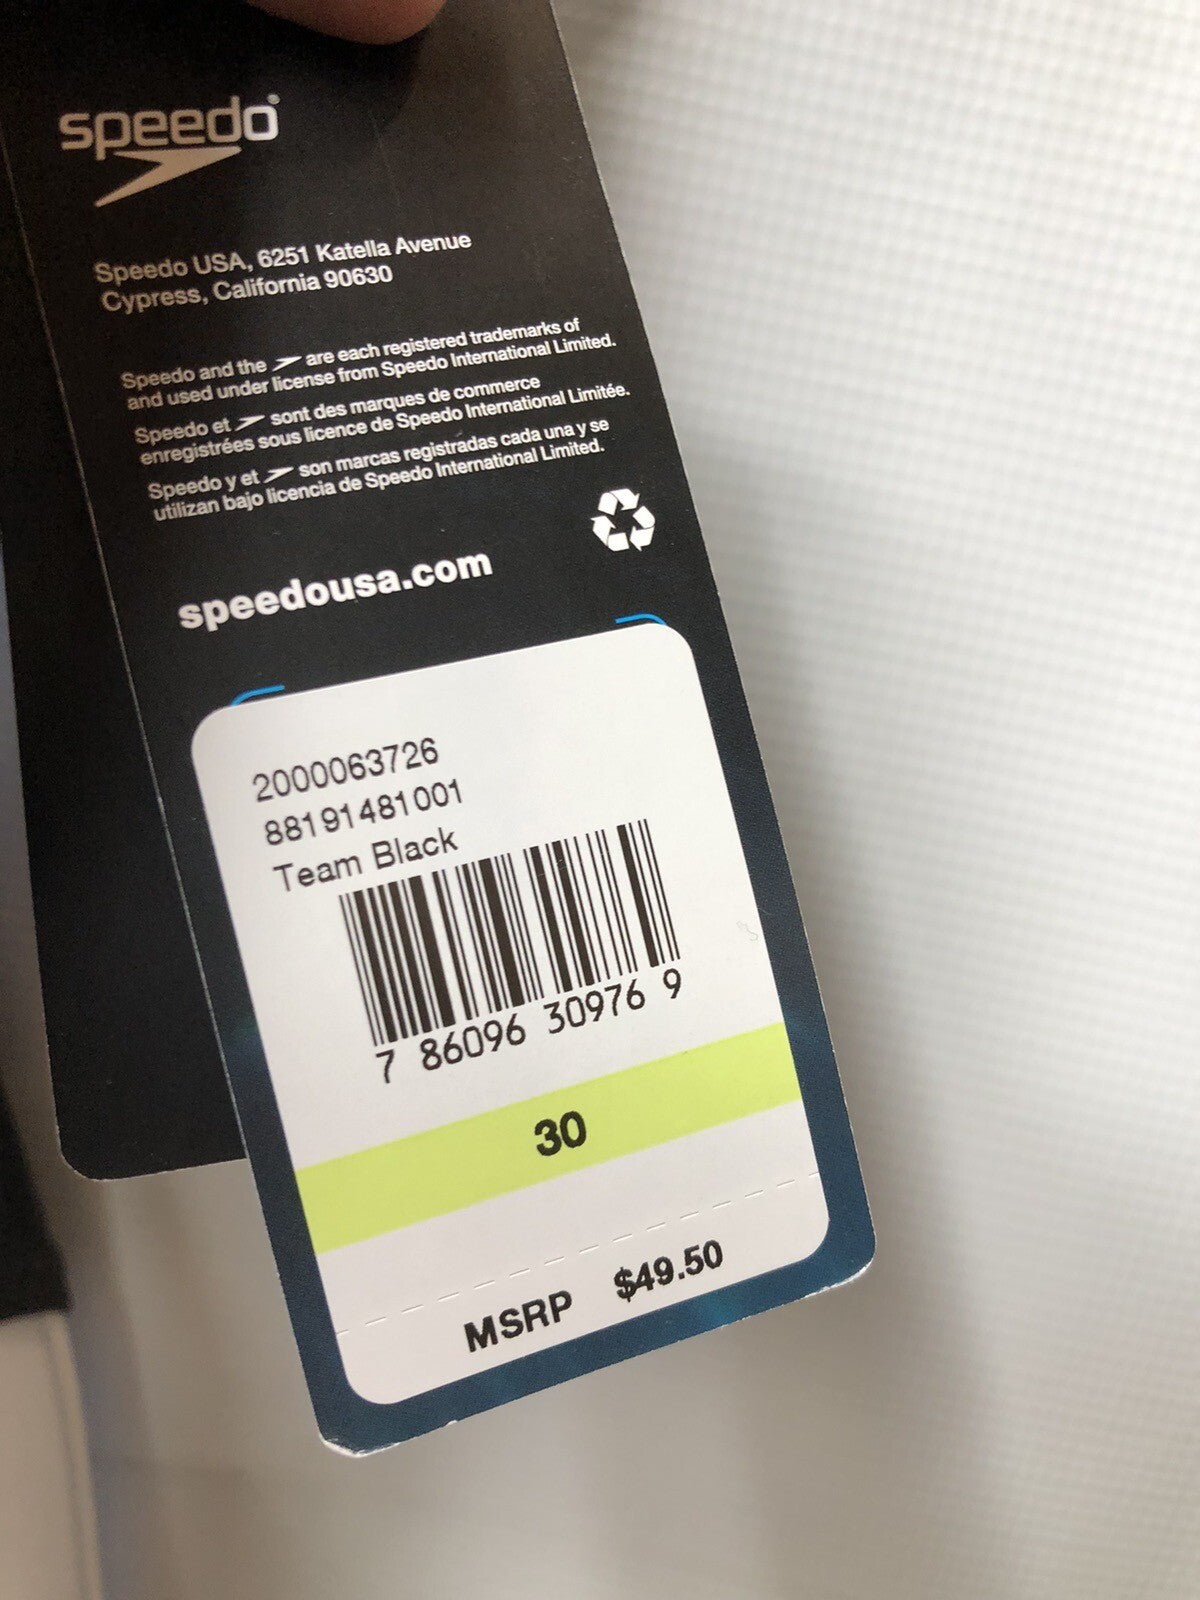 speedo
Speedo USA, 6251 Katella Avenue
Cypress, California 90630
Speedo and the are each registered trademarks of
and used under license from Speedo International Limited.
Speedo et sont des marques de commerce
enregistrées sous licence de Speedo International Limitée.
Speedo y et son marcas registradas cada una y se
utilizan bajo licencia de Speedo International Limited.
speedousa.com
2000063726
88191481001
Team Black
7 86096 30976 9
30
MSRP $49.50